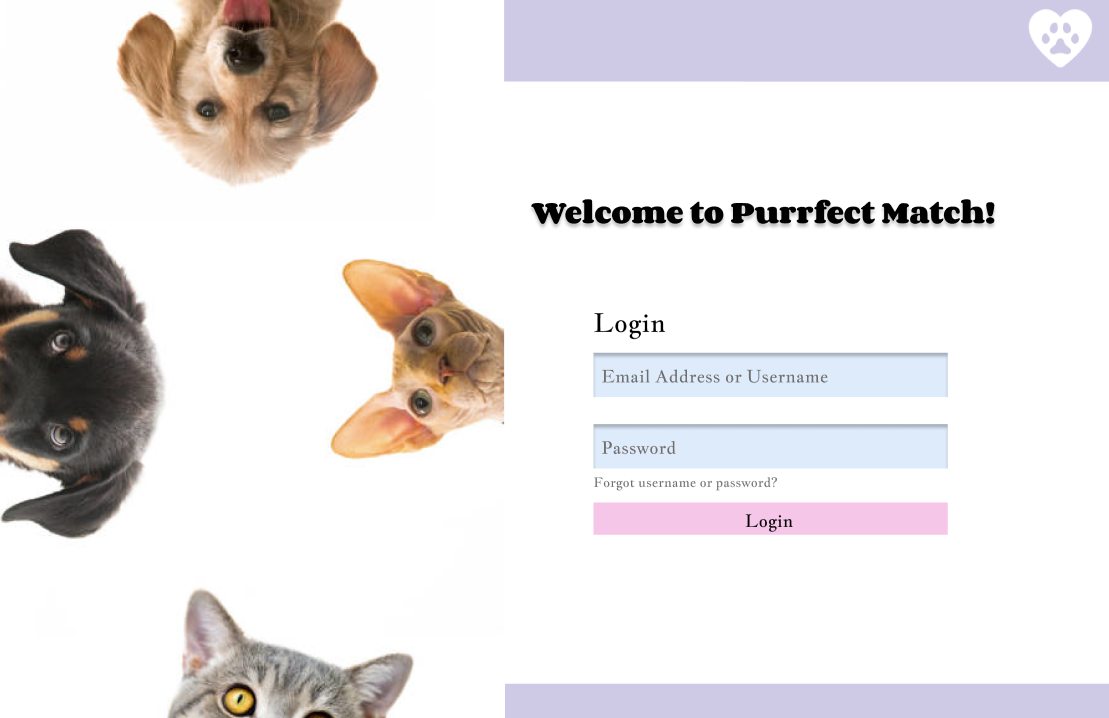 Welcome to Purrfect Match!
Login
Email Address or Username
Password
Forgot username or password?
Login